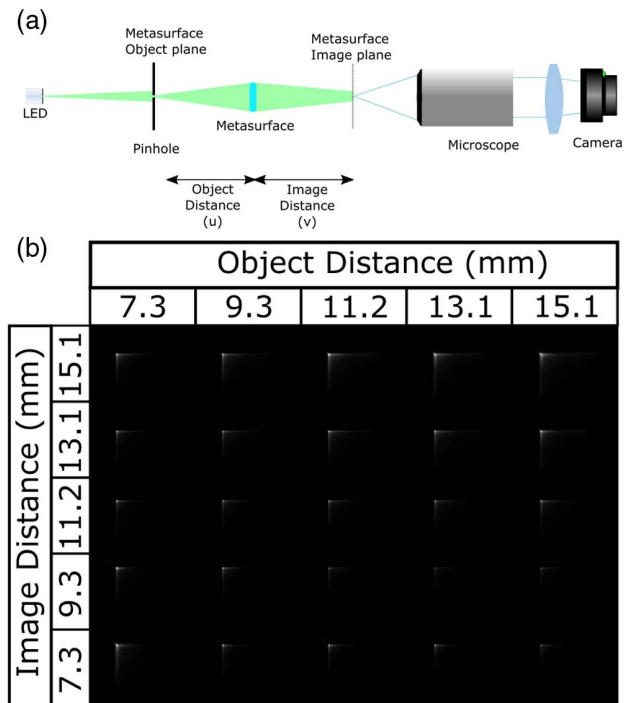 (a)
Metasurface
Object plane
Metasurface
Image plane
LED
Pinhole
Metasurface
Microscope
Camera
Object
Distance
(u)
Image
Distance
(v)
(b)
Object Distance (mm)
7.3 9.3 11.2 13.1 15.1
Image Distance (mm)
15.1
13.1
11.2
9.3
7.3